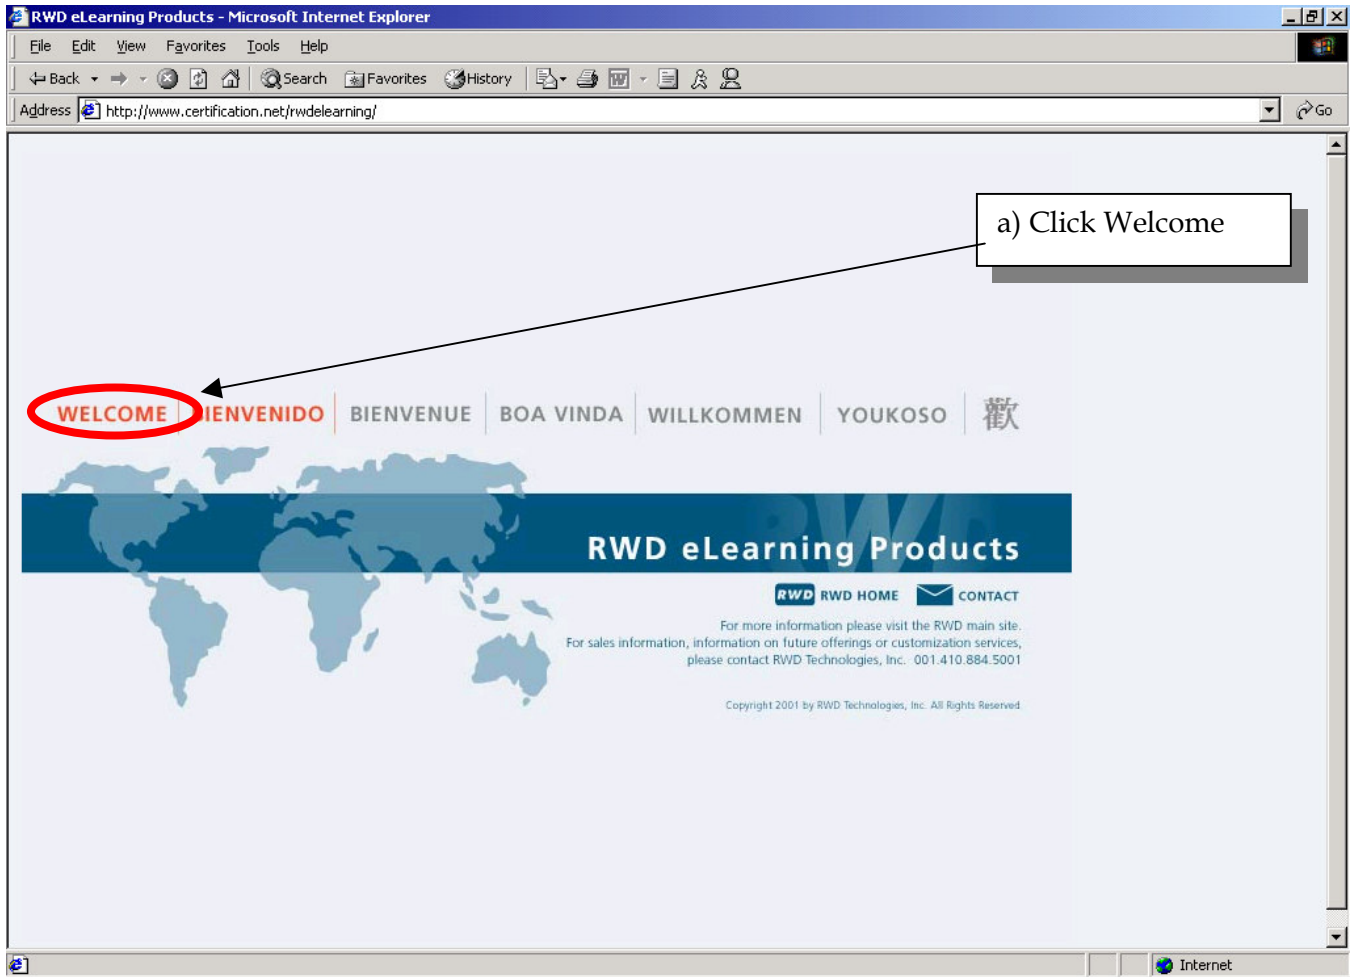 RWD eLearning Products - Microsoft Internet Explorer
File Edit View Favorites Tools Help
Back Search Favorites History
Address http://www.certification.net/rwdelearning/ Go
a) Click Welcome
WELCOME BIENVENIDO BIENVENUE BOA VINDA WILLKOMMEN YOUKOSO 歡
RWD
RWD eLearning Products
RWD RWD HOME CONTACT
For more information please visit the RWD main site.
For sales information, information on future offerings or customization services,
please contact RWD Technologies, Inc. 001.410.884.5001
Copyright 2001 by RWD Technologies, Inc. All Rights Reserved.
Internet